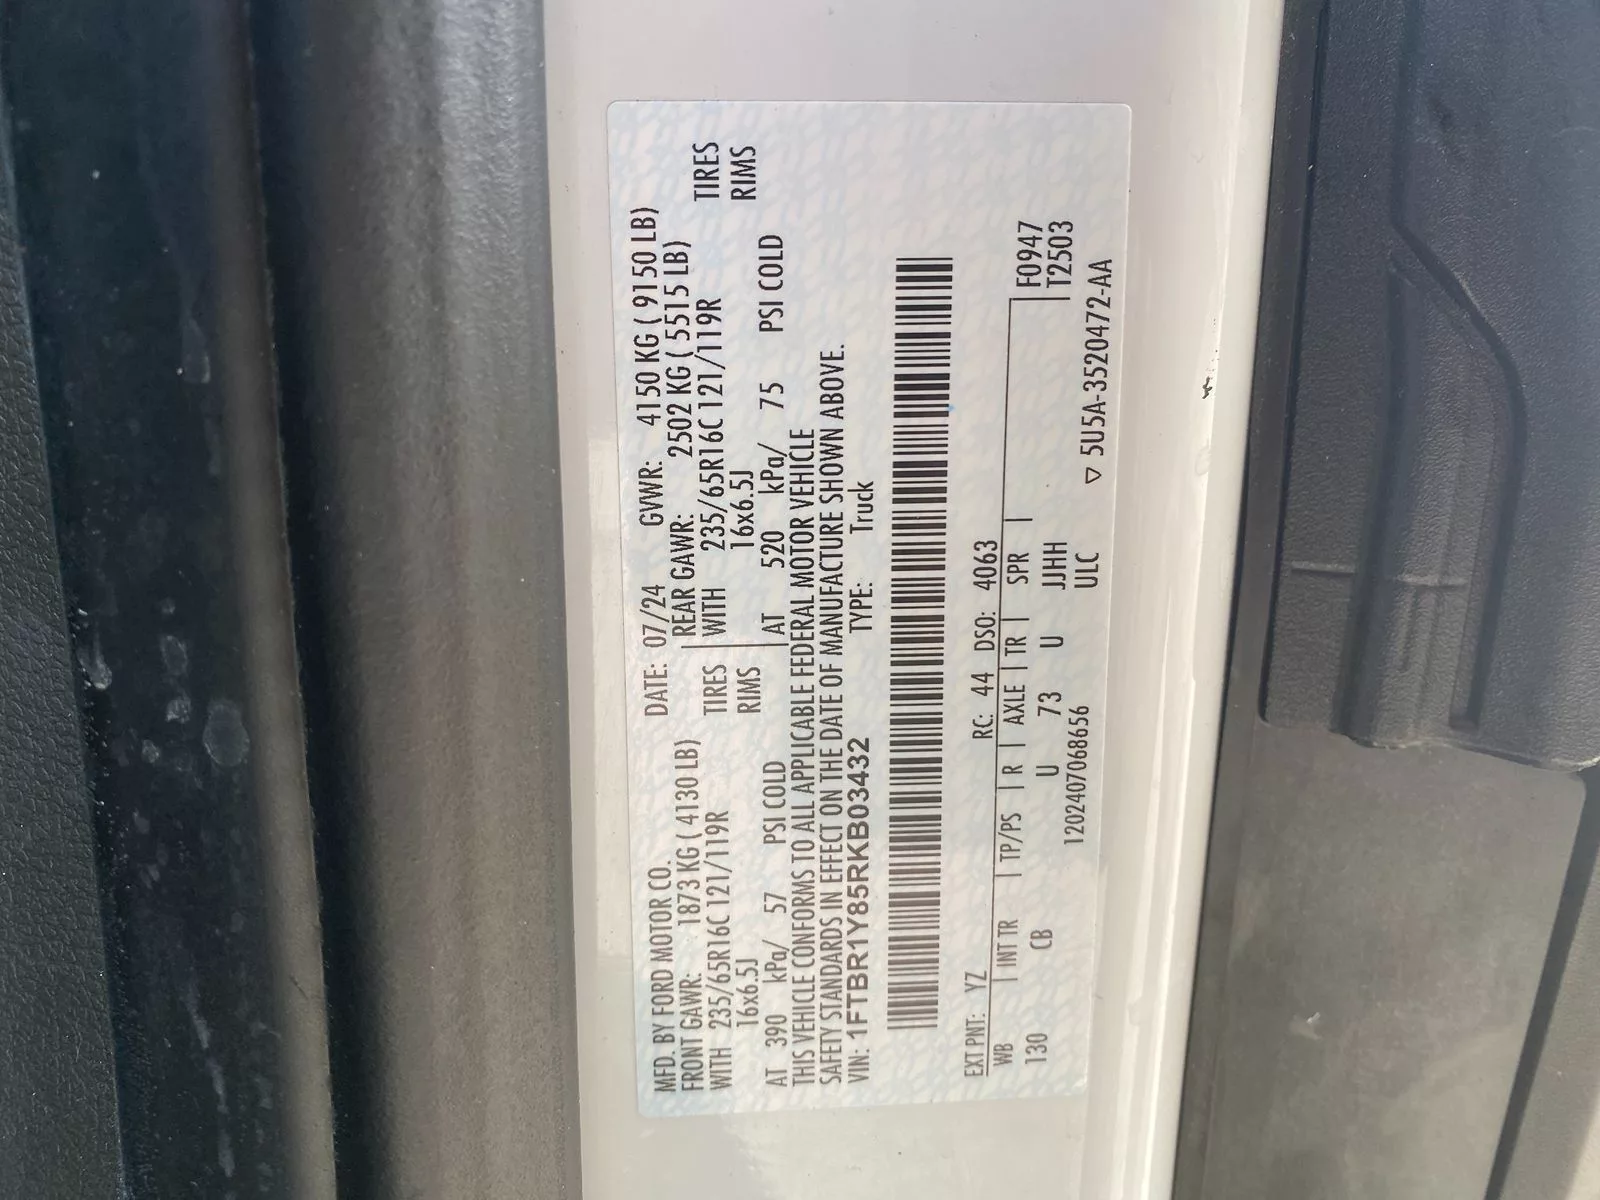 MFD. BY FORD MOTOR CO. DATE: 07/24 GVWR: 4150 KG ( 9150 LB)
FRONT GAWR: 1873 KG ( 4130 LB) REAR GAWR: 2502 KG ( 5515 LB)
WITH 235/65R16C 121/119R TIRES WITH 235/65R16C 121/119R TIRES
16x6.5J RIMS 16x6.5J RIMS
AT 390 kPa/ 57 PSI COLD AT 520 kPa/ 75 PSI COLD
THIS VEHICLE CONFORMS TO ALL APPLICABLE FEDERAL MOTOR VEHICLE
SAFETY STANDARDS IN EFFECT ON THE DATE OF MANUFACTURE SHOWN ABOVE.
VIN: 1FTBR1Y85RKB03432 TYPE: Truck
EXT PNT: YZ RC: 44 DSO: 4063
WB | INT TR | TP/PS | R | AXLE | TR | SPR | F0947
130 CB U 73 U JJHH T2503
1202407068656 ULC ▽ 5U5A-3520472-AA